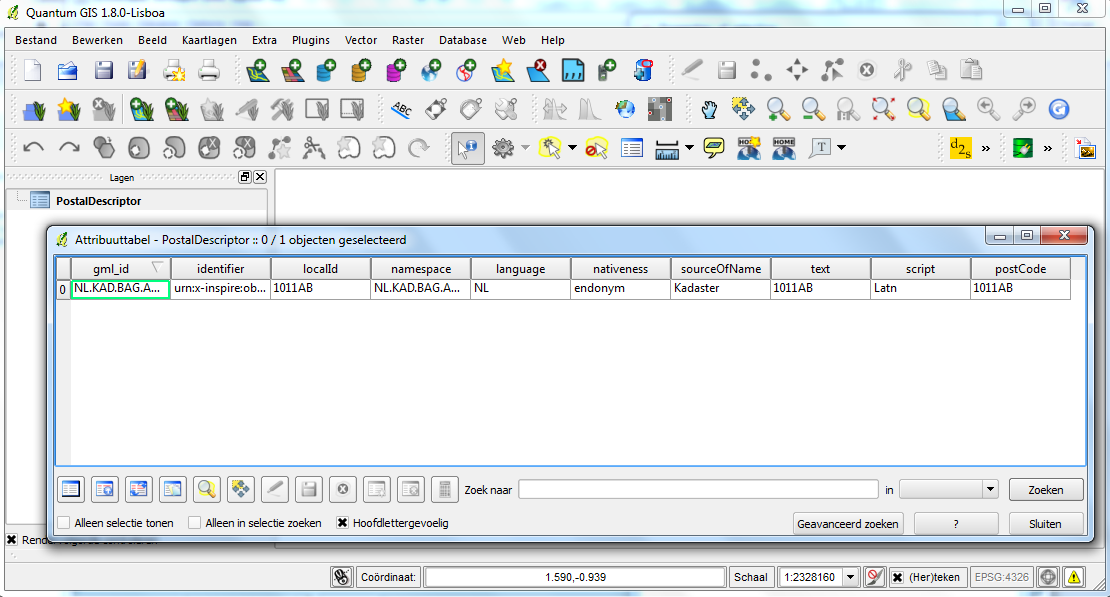 Quantum GIS 1.8.0-Lisboa
Bestand Bewerken Beeld Kaartlagen Extra Plugins Vector Raster Database Web Help
ABC
HOME
T
d2s
Lagen
PostalDescriptor
Attribuuttabel - PostalDescriptor :: 0 / 1 objecten geselecteerd
gml_id identifier localId namespace language nativeness sourceOfName text script postCode
0 NL.KAD.BAG.A... urn:x-inspire:ob... 1011AB NL.KAD.BAG.A... NL endonym Kadaster 1011AB Latn 1011AB
Zoek naar in Zoeken
Alleen selectie tonen Alleen in selectie zoeken Hoofdlettergevoelig
Geavanceerd zoeken ? Sluiten
Coördinaat: 1.590,-0.939 Schaal 1:2328160 (Her)teken EPSG:4326